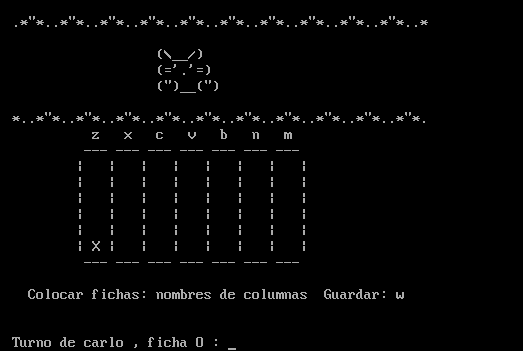 .*"*..*"*..*"*..*"*..*"*..*"*..*"*..*"*..*"*..*"*..*"*..*"*..*
(\__/)
(='.'=)
(")__(")
*..*"*..*"*..*"*..*"*..*"*..*"*..*"*..*"*..*"*..*"*..*"*..*"*.
z x c v b n m
--- --- --- --- --- --- ---
| | | | | | | |
| | | | | | | |
| | | | | | | |
| | | | | | | |
| | | | | | | |
| X | | | | | | |
--- --- --- --- --- --- ---
Colocar fichas: nombres de columnas Guardar: w
Turno de carlo , ficha O : _